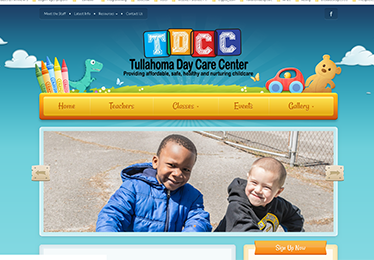 Meet the Staff Latest Info Resources Contact Us
f
TDCC
Tullahoma Day Care Center
Providing affordable, safe, healthy and nurturing childcare.
Home Teachers Classes Events Gallery
Sign Up Now